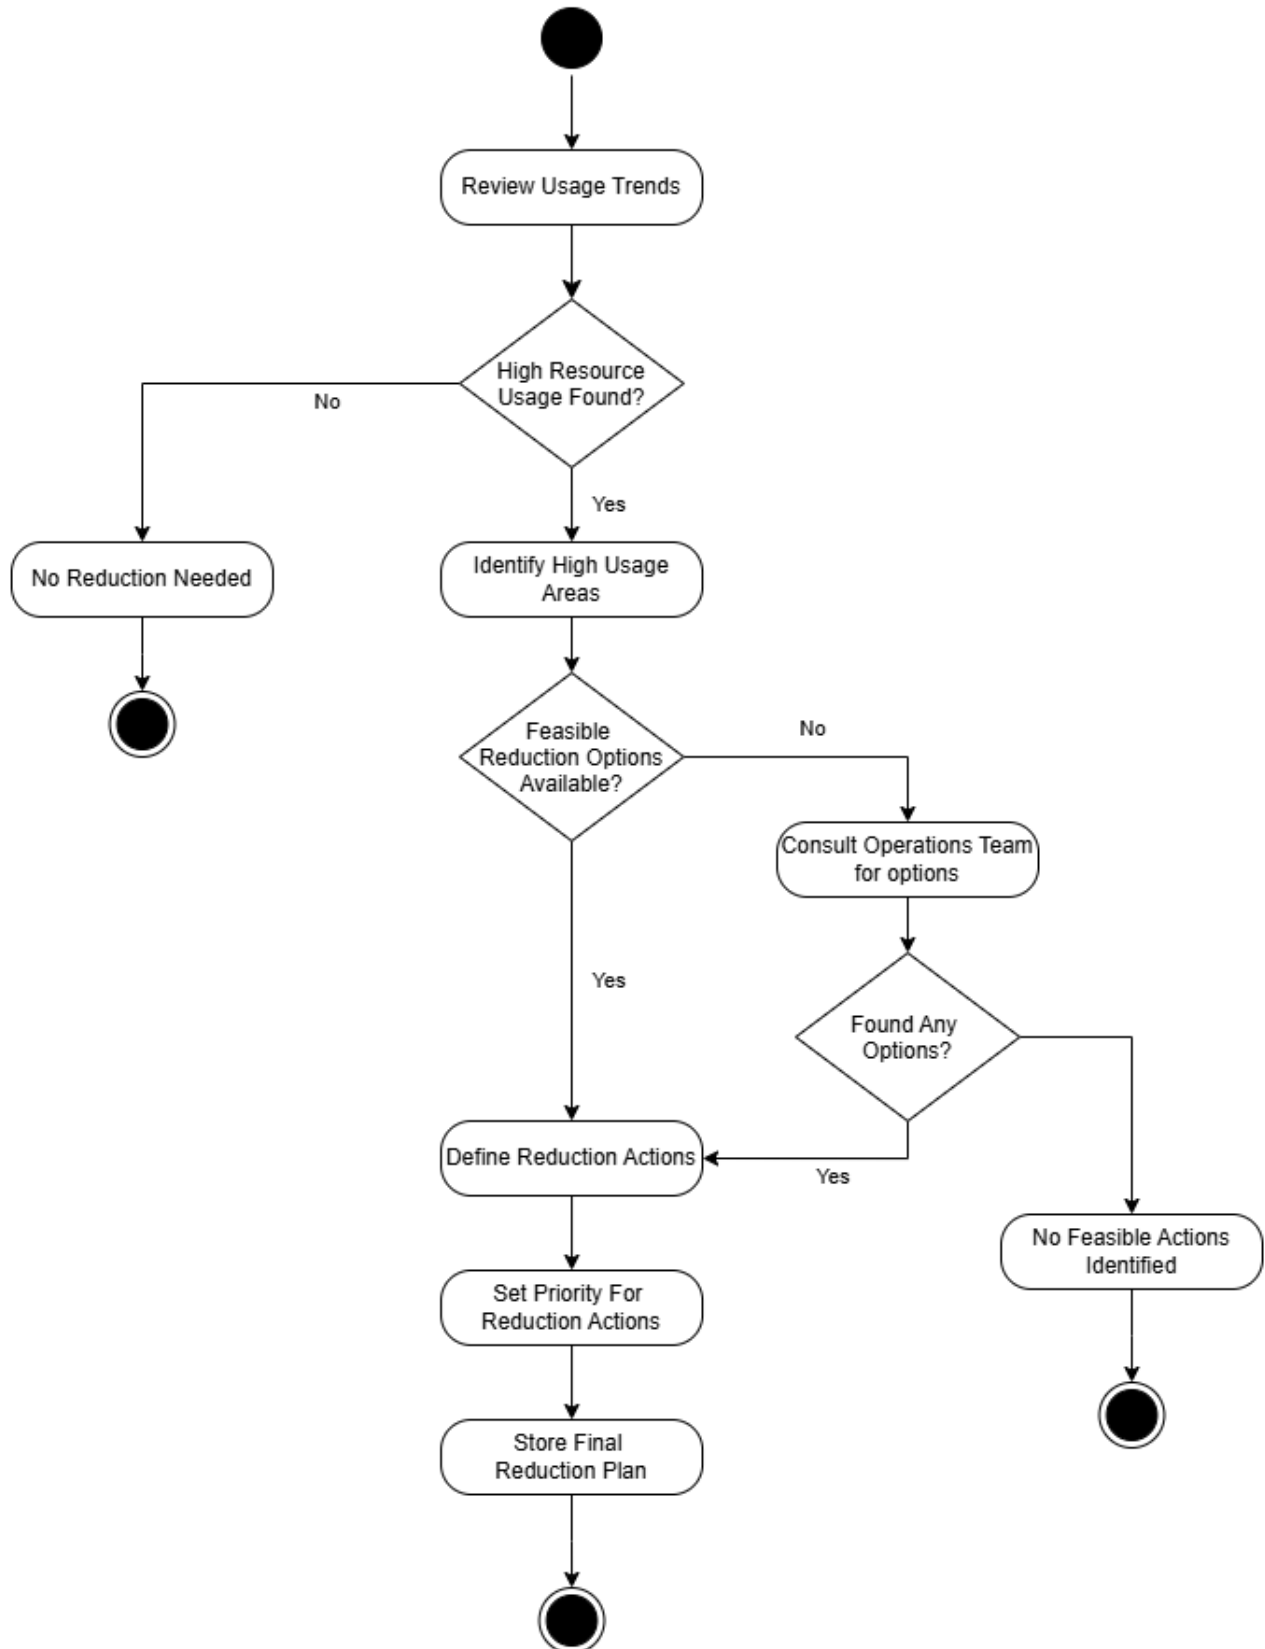 Review Usage Trends
High Resource
Usage Found?
No
Yes
No Reduction Needed
Identify High Usage
Areas
Feasible
Reduction Options
Available?
No
Consult Operations Team
for options
Yes
Found Any
Options?
Define Reduction Actions
Yes
No Feasible Actions
Identified
Set Priority For
Reduction Actions
Store Final
Reduction Plan